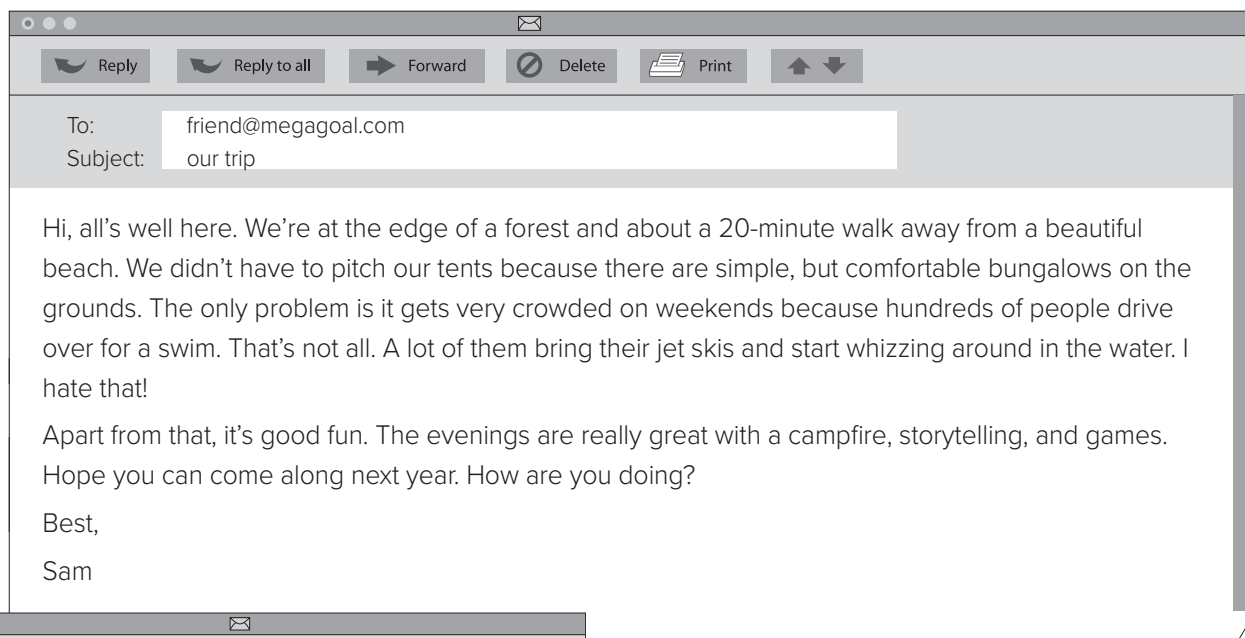 Reply Reply to all Forward Delete Print
To: friend@megagoal.com
Subject: our trip
Hi, all's well here. We're at the edge of a forest and about a 20-minute walk away from a beautiful
beach. We didn't have to pitch our tents because there are simple, but comfortable bungalows on the
grounds. The only problem is it gets very crowded on weekends because hundreds of people drive
over for a swim. That's not all. A lot of them bring their jet skis and start whizzing around in the water. I
hate that!
Apart from that, it's good fun. The evenings are really great with a campfire, storytelling, and games.
Hope you can come along next year. How are you doing?
Best,
Sam